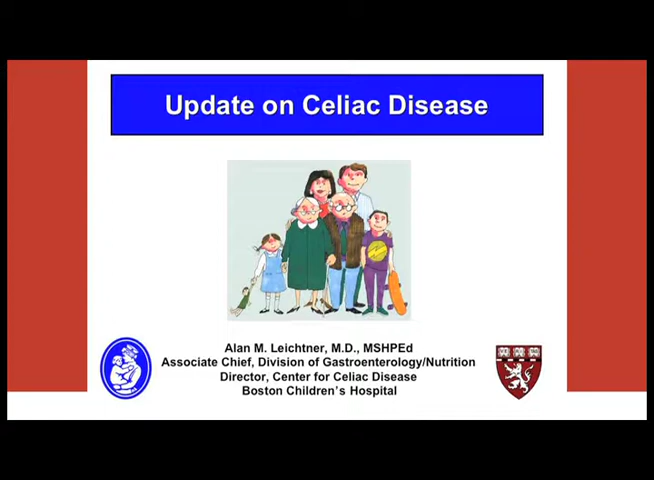 Update on Celiac Disease
Alan M. Leichtner, M.D., MSHPEd
Associate Chief, Division of Gastroenterology/Nutrition
Director, Center for Celiac Disease
Boston Children's Hospital